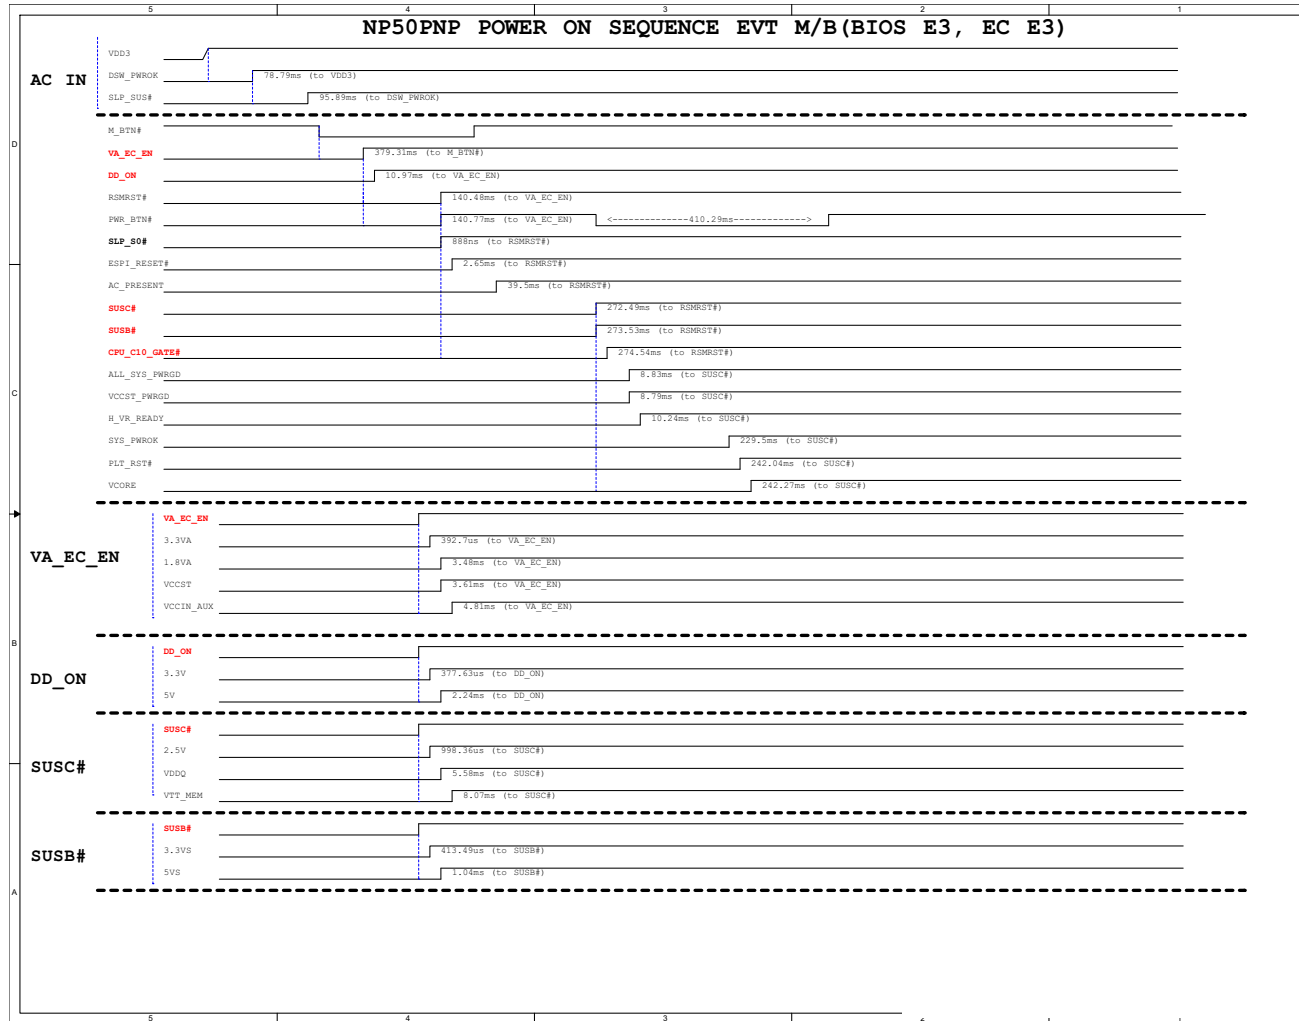 5 4 3 2 1
NP50PNP POWER ON SEQUENCE EVT M/B(BIOS E3, EC E3)
AC IN
VDD3
DSW_PWROK 78.79ms (to VDD3)
SLP_SUS# 95.89ms (to DSW_PWROK)
D
M_BTN#
VA_EC_EN 379.31ms (to M_BTN#)
DD_ON 10.97ms (to VA_EC_EN)
RSMRST# 140.48ms (to VA_EC_EN)
PWR_BTN# 140.77ms (to VA_EC_EN) <-------------410.29ms------------>
SLP_S0# 888ns (to RSMRST#)
ESPI_RESET# 2.65ms (to RSMRST#)
AC_PRESENT 39.5ms (to RSMRST#)
SUSC# 272.49ms (to RSMRST#)
SUSB# 273.53ms (to RSMRST#)
CPU_C10_GATE# 274.54ms (to RSMRST#)
ALL_SYS_PWRGD 8.83ms (to SUSC#)
C
VCCST_PWRGD 8.79ms (to SUSC#)
H_VR_READY 10.24ms (to SUSC#)
SYS_PWROK 229.5ms (to SUSC#)
PLT_RST# 242.04ms (to SUSC#)
VCORE 242.27ms (to SUSC#)
VA_EC_EN
VA_EC_EN
3.3VA 392.7us (to VA_EC_EN)
1.8VA 3.48ms (to VA_EC_EN)
VCCST 3.61ms (to VA_EC_EN)
VCCIN_AUX 4.81ms (to VA_EC_EN)
B
DD_ON
DD_ON
3.3V 377.63us (to DD_ON)
5V 2.24ms (to DD_ON)
SUSC#
SUSC#
2.5V 998.36us (to SUSC#)
VDDQ 5.58ms (to SUSC#)
VTT_MEM 8.07ms (to SUSC#)
SUSB#
SUSB#
3.3VS 413.49us (to SUSB#)
5VS 1.04ms (to SUSB#)
A
5 4 3